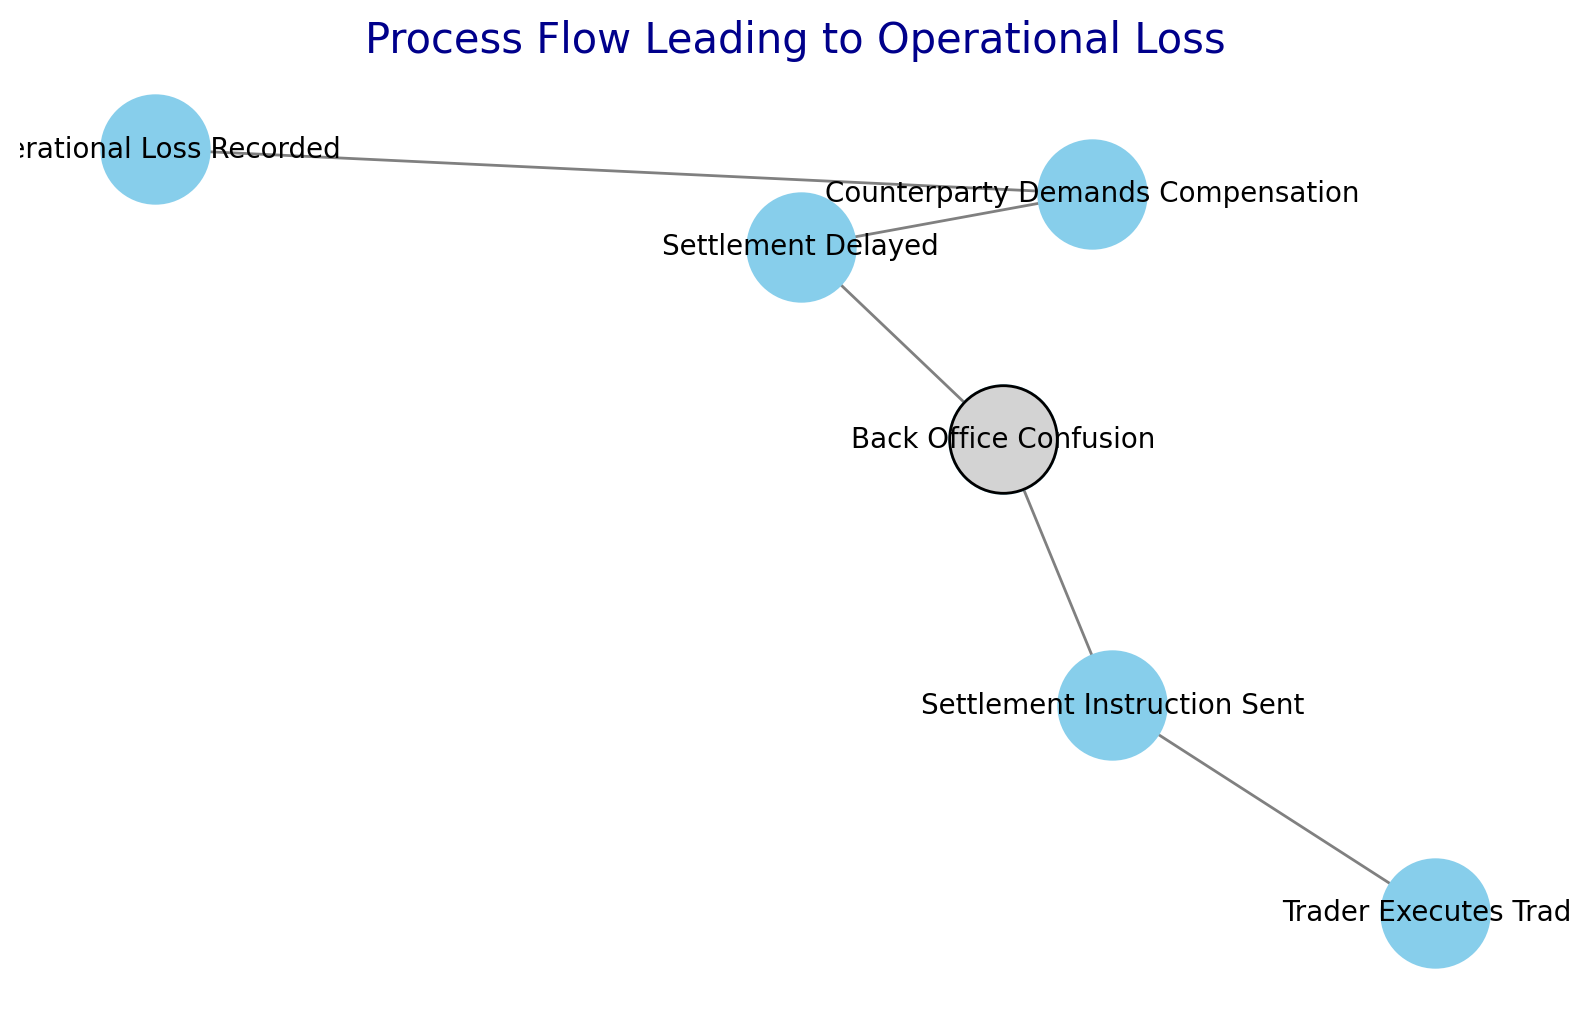 Process Flow Leading to Operational Loss
erational Loss Recorded
Counterparty Demands Compensation
Settlement Delayed
Back Office Confusion
Settlement Instruction Sent
Trader Executes Trad